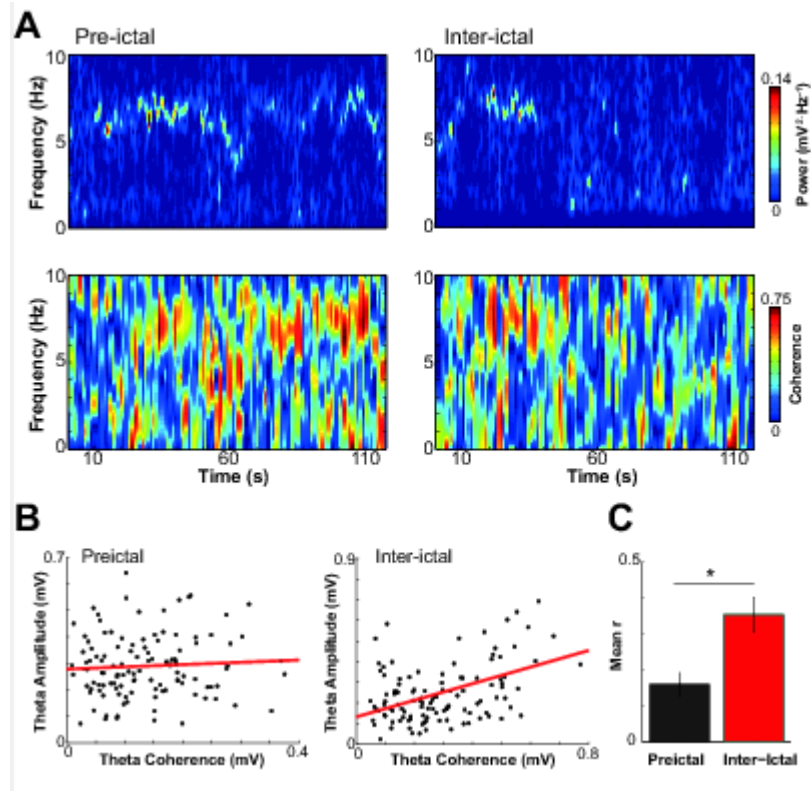 A
Pre-ictal
Inter-ictal
Frequency (Hz)
10
5
0
10
5
0
0.14
0
Power (mV²·Hz⁻¹)
Frequency (Hz)
10
5
0
10 60 110
Time (s)
10
5
0
10 60 110
Time (s)
0.75
0
Coherence
B
Preictal
Theta Amplitude (mV)
0.7
0
0 0.4
Theta Coherence (mV)
Inter-ictal
Theta Amplitude (mV)
0.9
0
0 0.8
Theta Coherence (mV)
C
Mean r
0.5
0
*
Preictal Inter-Ictal